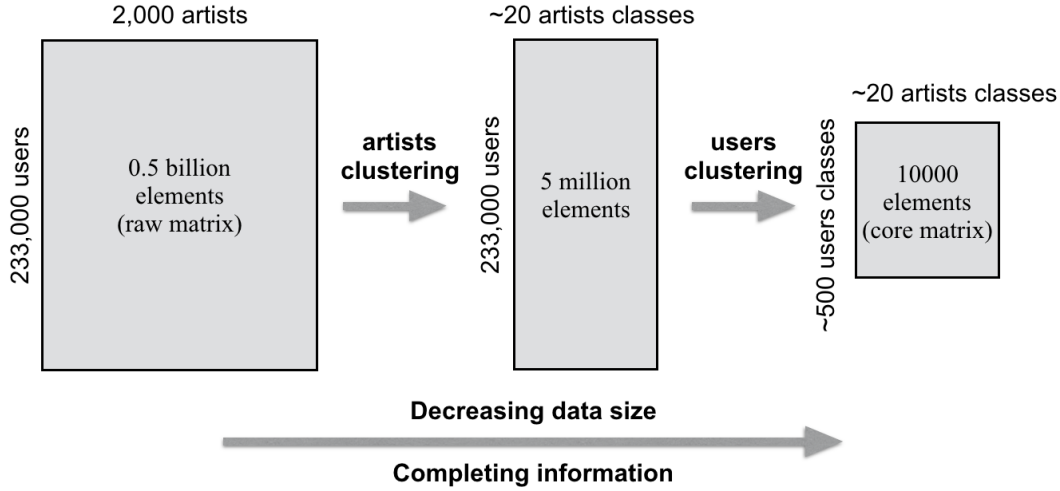 2,000 artists
233,000 users
0.5 billion
elements
(raw matrix)
artists
clustering
~20 artists classes
233,000 users
5 million
elements
users
clustering
~20 artists classes
~500 users classes
10000
elements
(core matrix)
Decreasing data size
Completing information